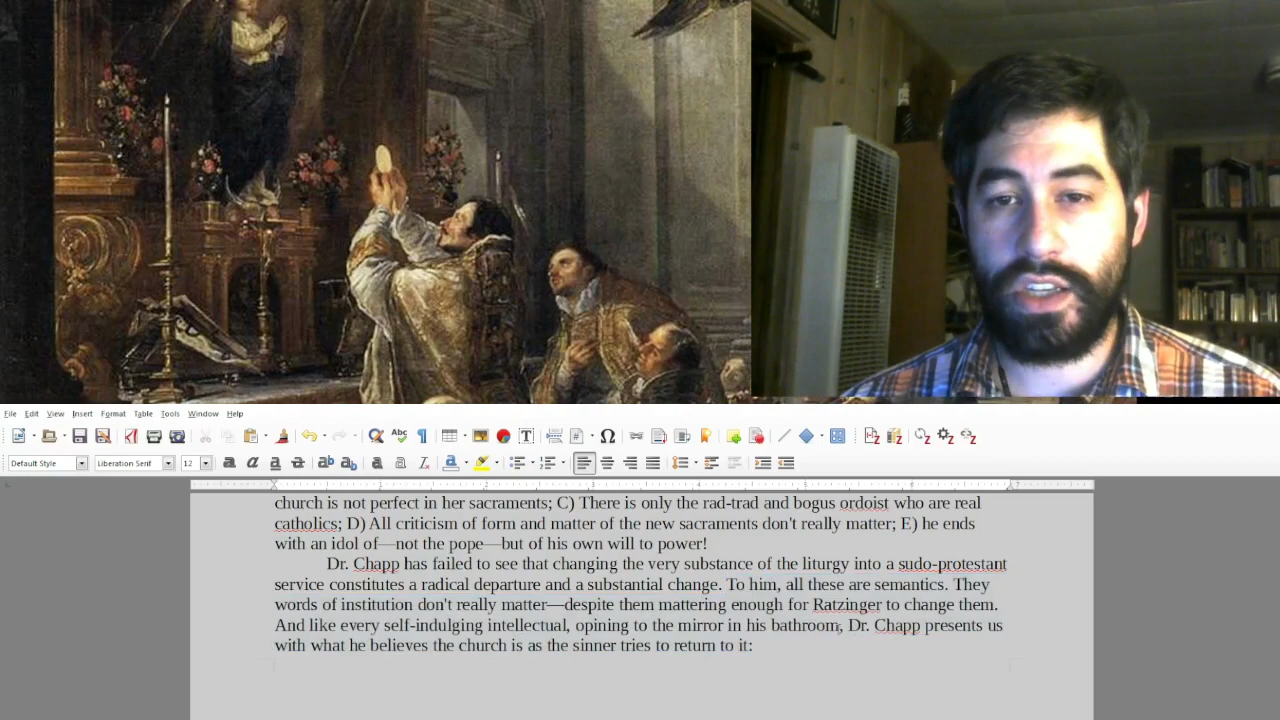 File Edit View Insert Format Table Tools Window Help
Default Style Liberation Serif 12
church is not perfect in her sacraments; C) There is only the rad-trad and bogus ordoist who are real
catholics; D) All criticism of form and matter of the new sacraments don't really matter; E) he ends
with an idol of—not the pope—but of his own will to power!
Dr. Chapp has failed to see that changing the very substance of the liturgy into a sudo-protestant
service constitutes a radical departure and a substantial change. To him, all these are semantics. They
words of institution don't really matter—despite them mattering enough for Ratzinger to change them.
And like every self-indulging intellectual, opining to the mirror in his bathroom, Dr. Chapp presents us
with what he believes the church is as the sinner tries to return to it: